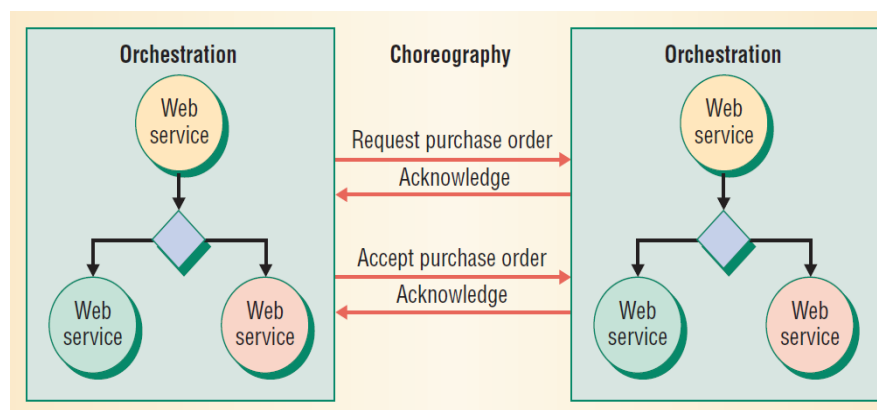 Orchestration
Web
service
Web
service
Web
service
Choreography
Request purchase order
Acknowledge
Accept purchase order
Acknowledge
Orchestration
Web
service
Web
service
Web
service